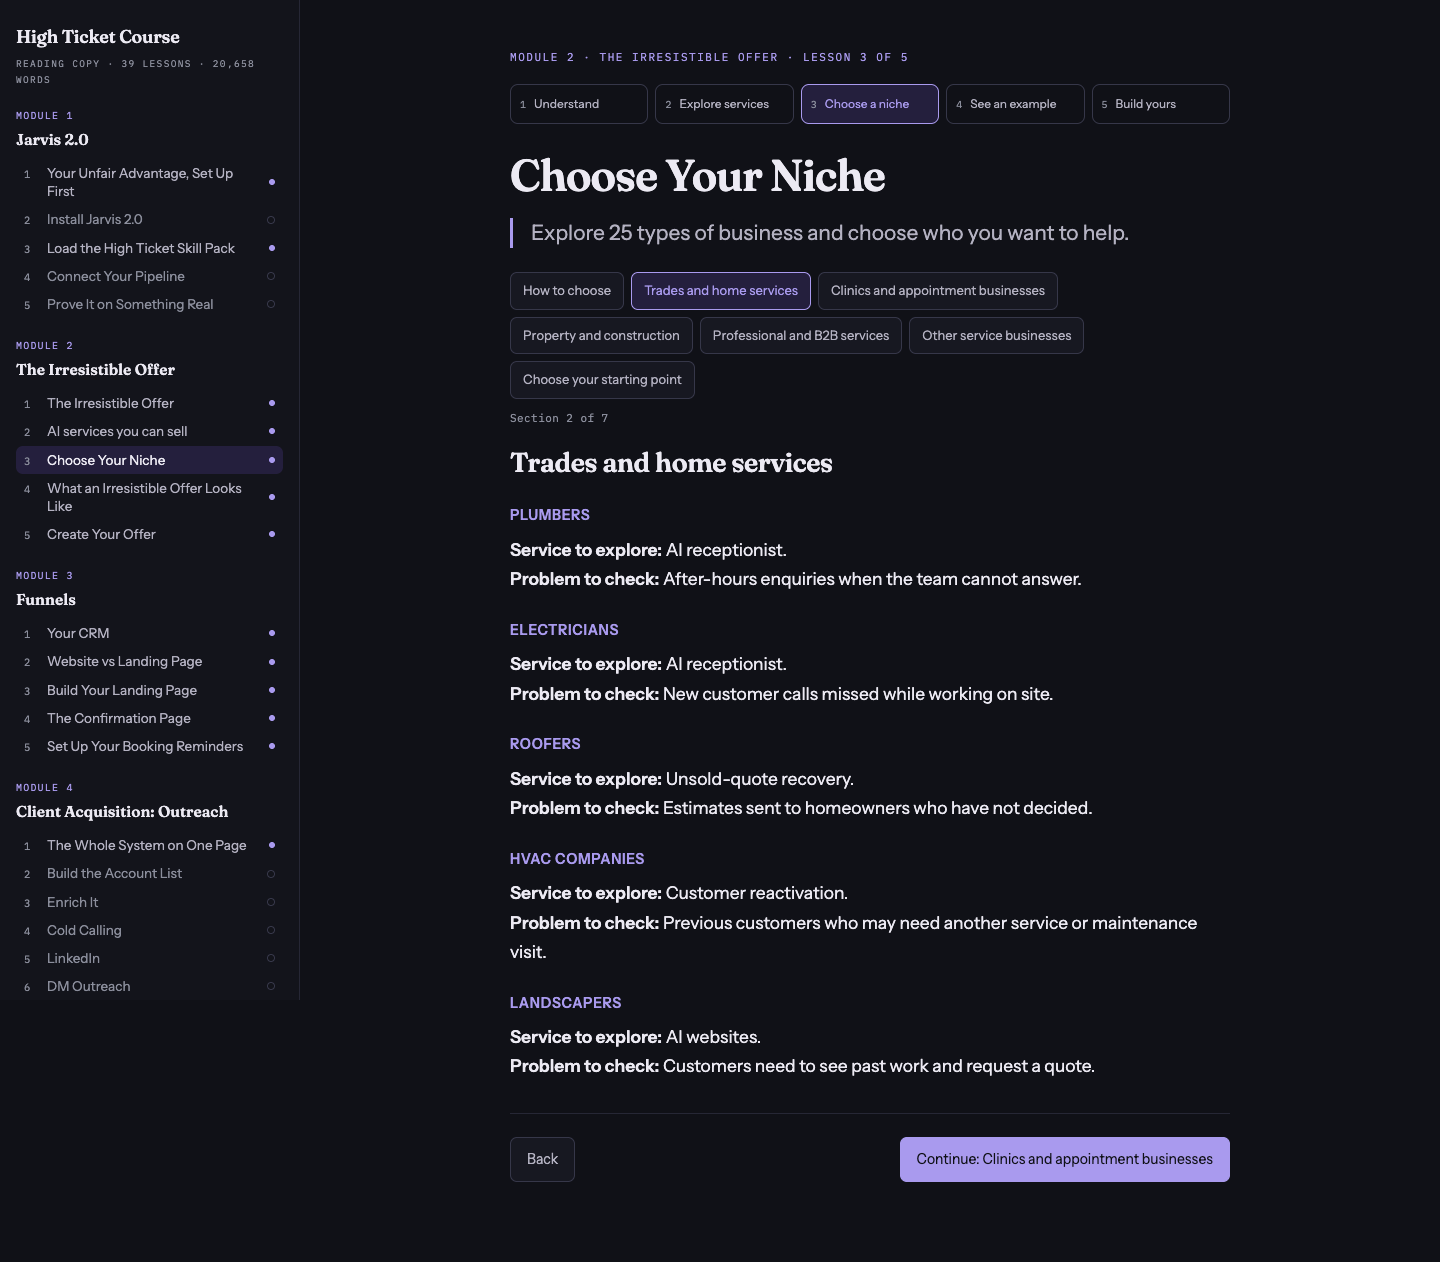 High Ticket Course
READING COPY · 39 LESSONS · 20,658
WORDS
MODULE 1
Jarvis 2.0
1 Your Unfair Advantage, Set Up
First
2 Install Jarvis 2.0
3 Load the High Ticket Skill Pack
4 Connect Your Pipeline
5 Prove It on Something Real
MODULE 2
The Irresistible Offer
1 The Irresistible Offer
2 AI services you can sell
3 Choose Your Niche
4 What an Irresistible Offer Looks
Like
5 Create Your Offer
MODULE 3
Funnels
1 Your CRM
2 Website vs Landing Page
3 Build Your Landing Page
4 The Confirmation Page
5 Set Up Your Booking Reminders
MODULE 4
Client Acquisition: Outreach
1 The Whole System on One Page
2 Build the Account List
3 Enrich It
4 Cold Calling
5 LinkedIn
6 DM Outreach
MODULE 2 · THE IRRESISTIBLE OFFER · LESSON 3 OF 5
1 Understand
2 Explore services
3 Choose a niche
4 See an example
5 Build yours
Choose Your Niche
Explore 25 types of business and choose who you want to help.
How to choose
Trades and home services
Clinics and appointment businesses
Property and construction
Professional and B2B services
Other service businesses
Choose your starting point
Section 2 of 7
Trades and home services
PLUMBERS
Service to explore: AI receptionist.
Problem to check: After-hours enquiries when the team cannot answer.
ELECTRICIANS
Service to explore: AI receptionist.
Problem to check: New customer calls missed while working on site.
ROOFERS
Service to explore: Unsold-quote recovery.
Problem to check: Estimates sent to homeowners who have not decided.
HVAC COMPANIES
Service to explore: Customer reactivation.
Problem to check: Previous customers who may need another service or maintenance
visit.
LANDSCAPERS
Service to explore: AI websites.
Problem to check: Customers need to see past work and request a quote.
Back
Continue: Clinics and appointment businesses